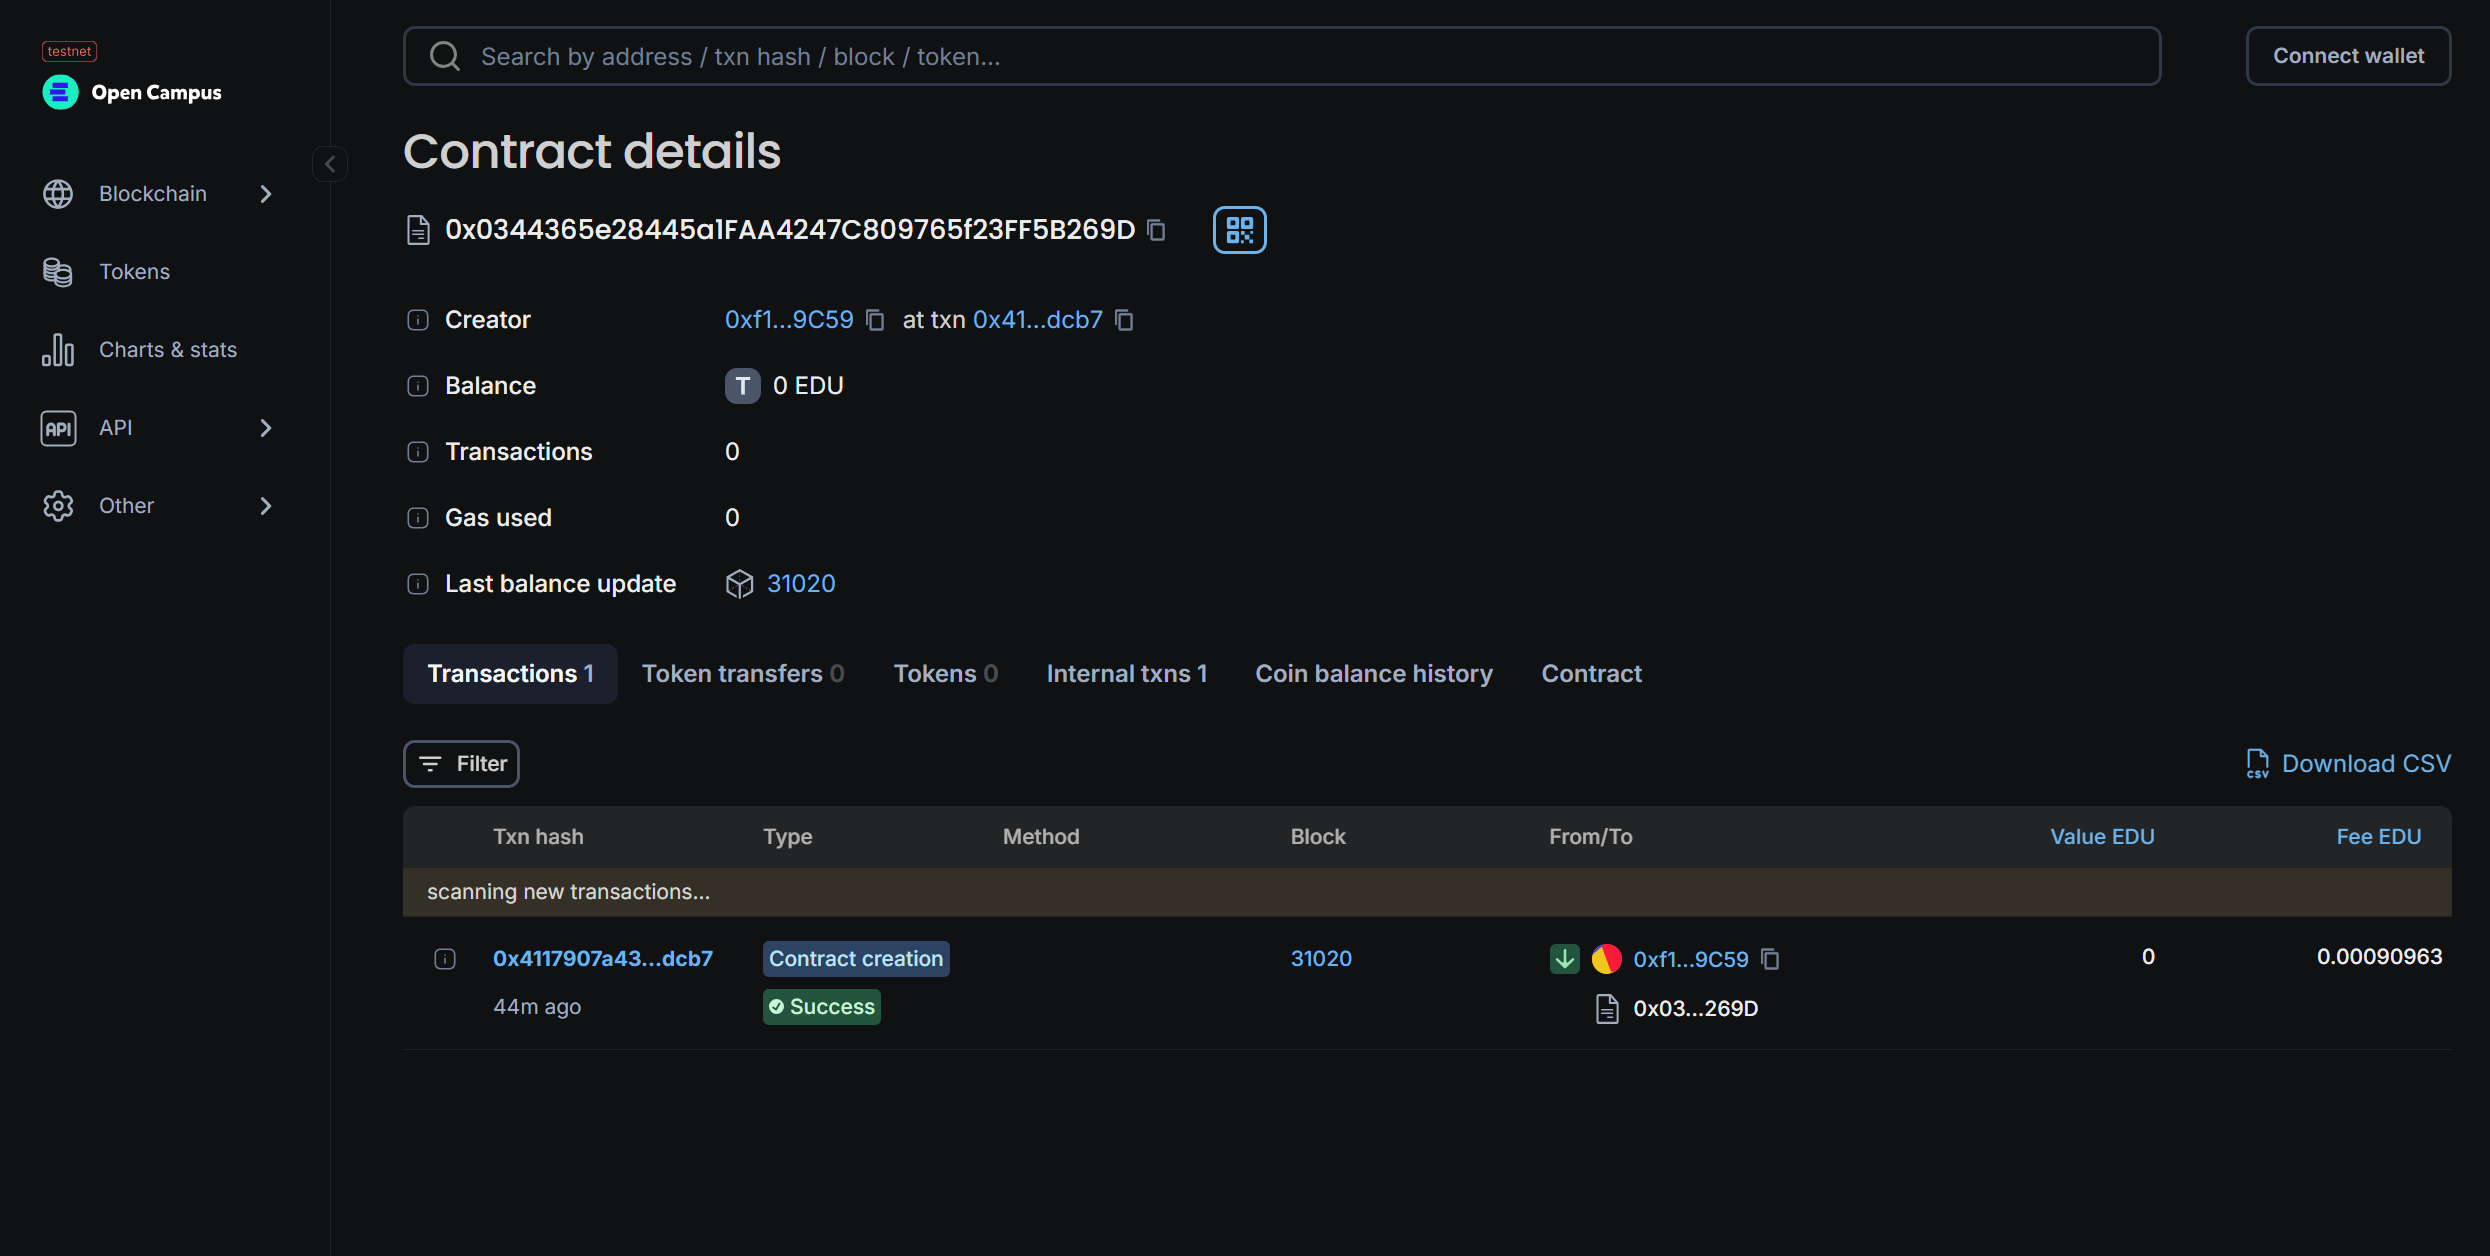 testnet
Open Campus
Blockchain
Tokens
Charts & stats
API API
Other
Search by address / txn hash / block / token...
Connect wallet
Contract details
0x0344365e28445a1FAA4247C809765f23FF5B269D
Creator 0xf1...9C59 at txn 0x41...dcb7
Balance T 0 EDU
Transactions 0
Gas used 0
Last balance update 31020
Transactions 1 Token transfers 0 Tokens 0 Internal txns 1 Coin balance history Contract
Filter
CSV Download CSV
Txn hash Type Method Block From/To Value EDU Fee EDU
scanning new transactions...
0x4117907a43...dcb7 Contract creation 31020 0xf1...9C59 0 0.00090963
44m ago Success 0x03...269D